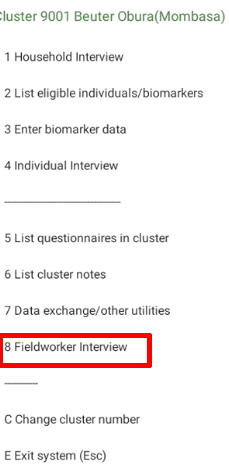 Cluster 9001 Beuter Obura(Mombasa)
1 Household Interview
2 List eligible individuals/biomarkers
3 Enter biomarker data
4 Individual Interview
----------------------------------
5 List questionnaires in cluster
6 List cluster notes
7 Data exchange/other utilities
8 Fieldworker Interview
----------
C Change cluster number
E Exit system (Esc)